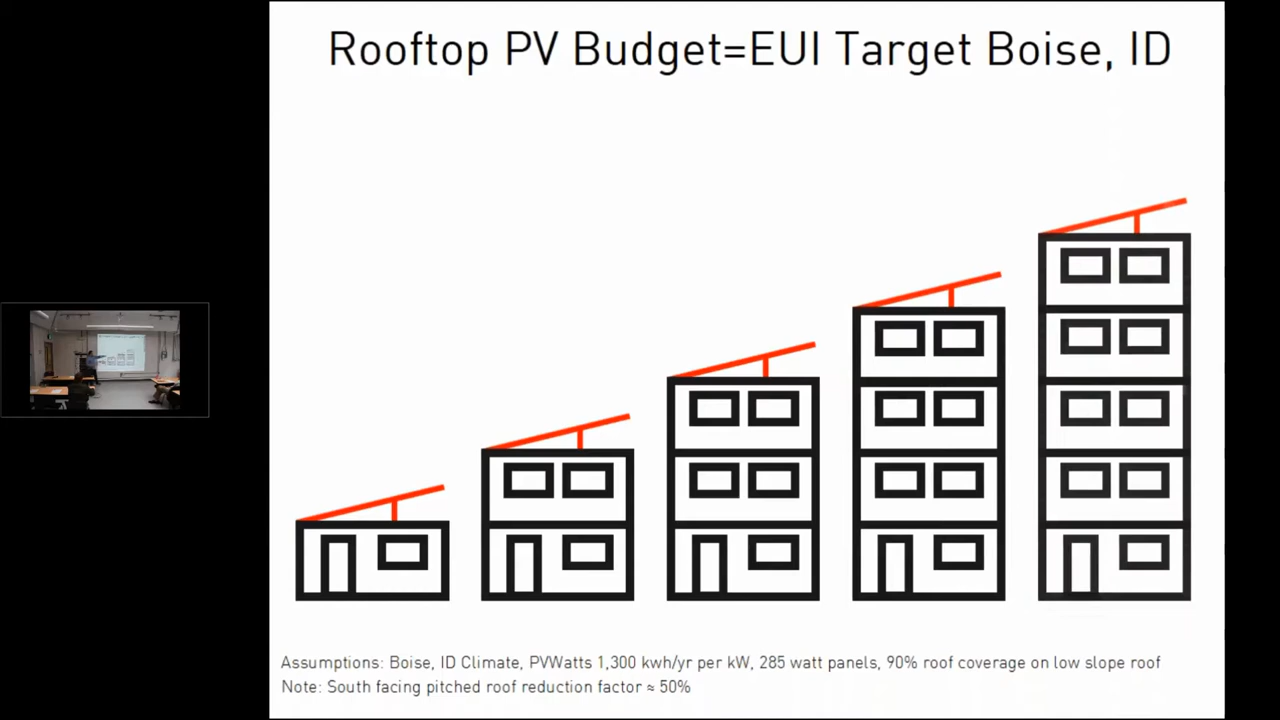 Rooftop PV Budget=EUI Target Boise, ID
Assumptions: Boise, ID Climate, PVWatts 1,300 kwh/yr per kW, 285 watt panels, 90% roof coverage on low slope roof
Note: South facing pitched roof reduction factor ≈ 50%